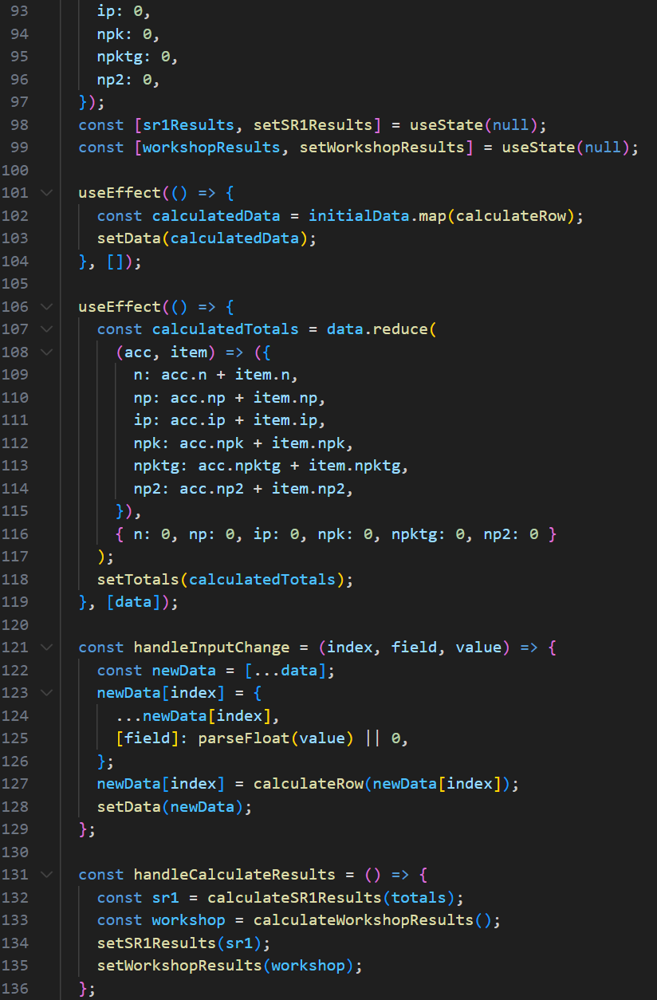 93 ip: 0,
94 npk: 0,
95 npktg: 0,
96 np2: 0,
97 });
98 const [sr1Results, setSR1Results] = useState(null);
99 const [workshopResults, setWorkshopResults] = useState(null);
100
101 useEffect(() => {
102 const calculatedData = initialData.map(calculateRow);
103 setData(calculatedData);
104 }, []);
105
106 useEffect(() => {
107 const calculatedTotals = data.reduce(
108 (acc, item) => ({
109 n: acc.n + item.n,
110 np: acc.np + item.np,
111 ip: acc.ip + item.ip,
112 npk: acc.npk + item.npk,
113 npktg: acc.npktg + item.npktg,
114 np2: acc.np2 + item.np2,
115 }),
116 { n: 0, np: 0, ip: 0, npk: 0, npktg: 0, np2: 0 }
117 );
118 setTotals(calculatedTotals);
119 }, [data]);
120
121 const handleInputChange = (index, field, value) => {
122 const newData = [...data];
123 newData[index] = {
124 ...newData[index],
125 [field]: parseFloat(value) || 0,
126 };
127 newData[index] = calculateRow(newData[index]);
128 setData(newData);
129 };
130
131 const handleCalculateResults = () => {
132 const sr1 = calculateSR1Results(totals);
133 const workshop = calculateWorkshopResults();
134 setSR1Results(sr1);
135 setWorkshopResults(workshop);
136 };